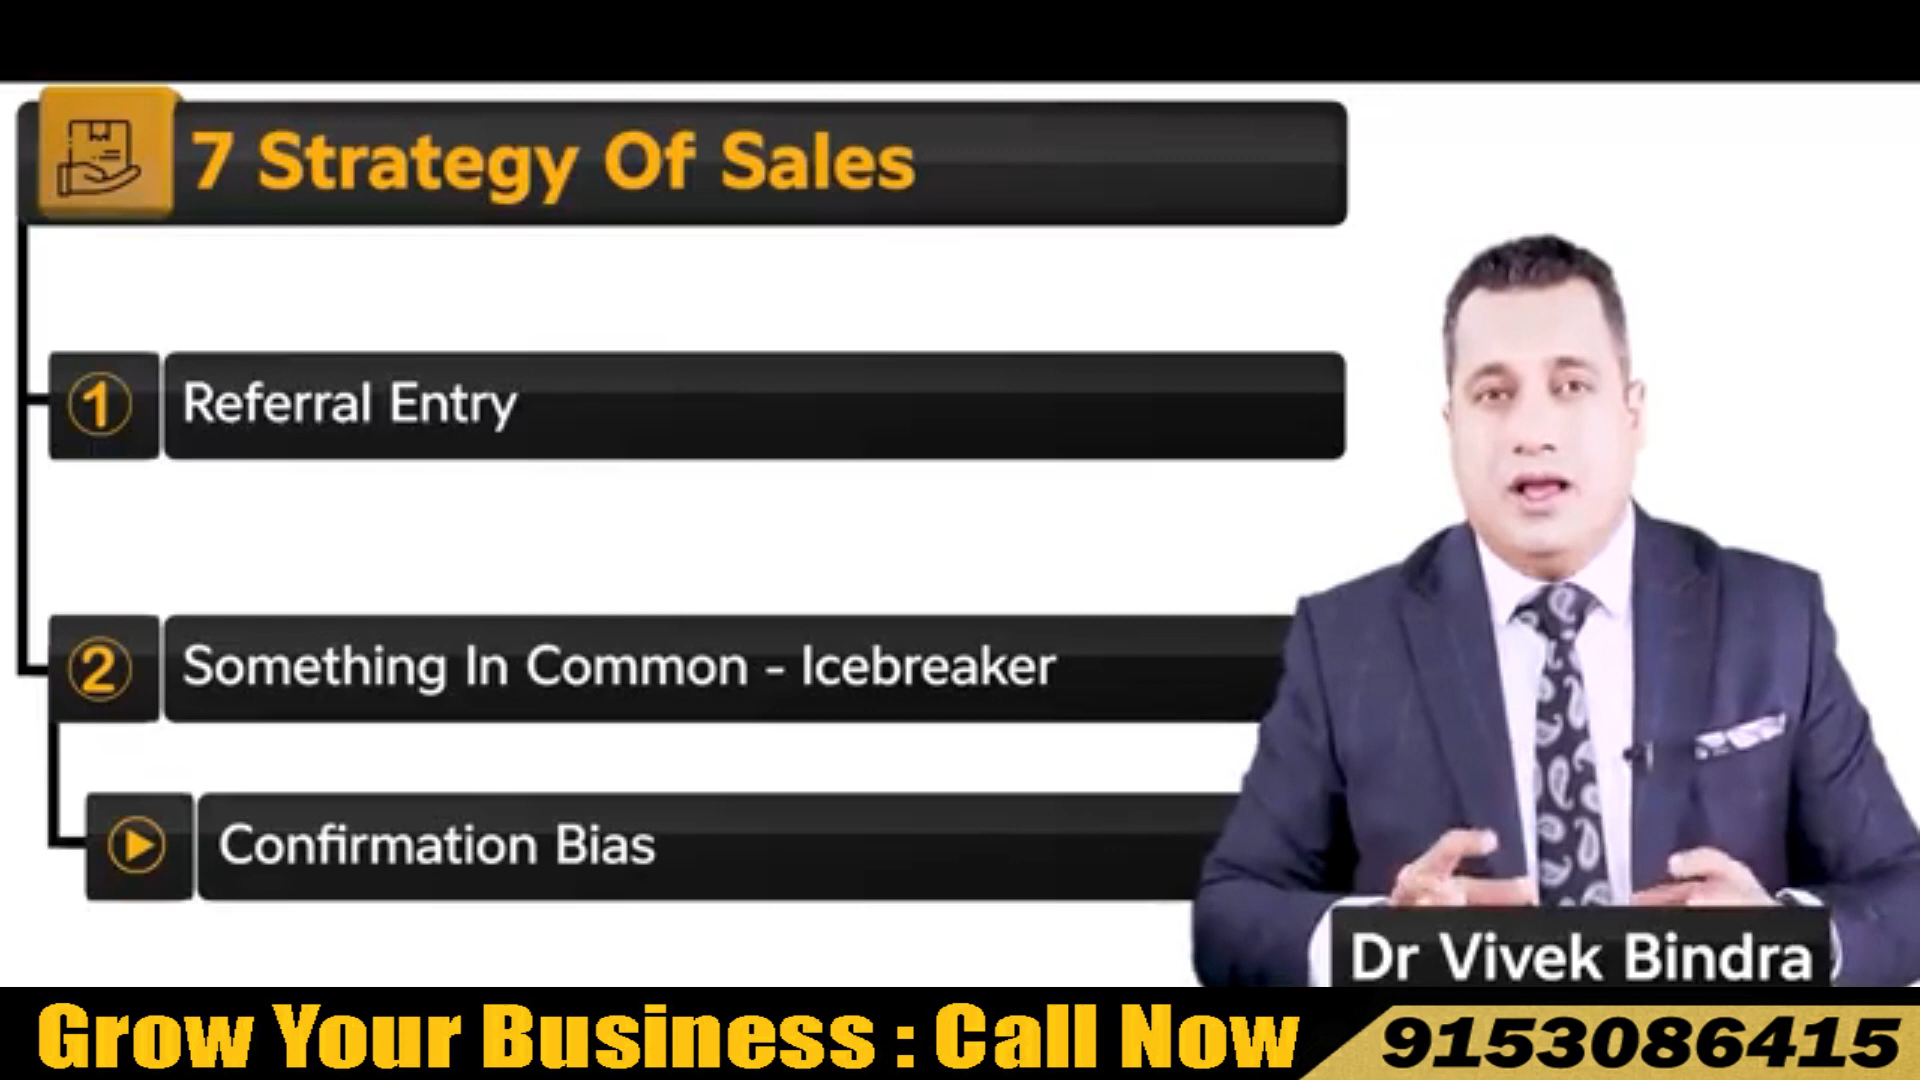 7 Strategy Of Sales
1 Referral Entry
2 Something In Common - Icebreaker
Confirmation Bias
Dr Vivek Bindra
Grow Your Business : Call Now 9153086415